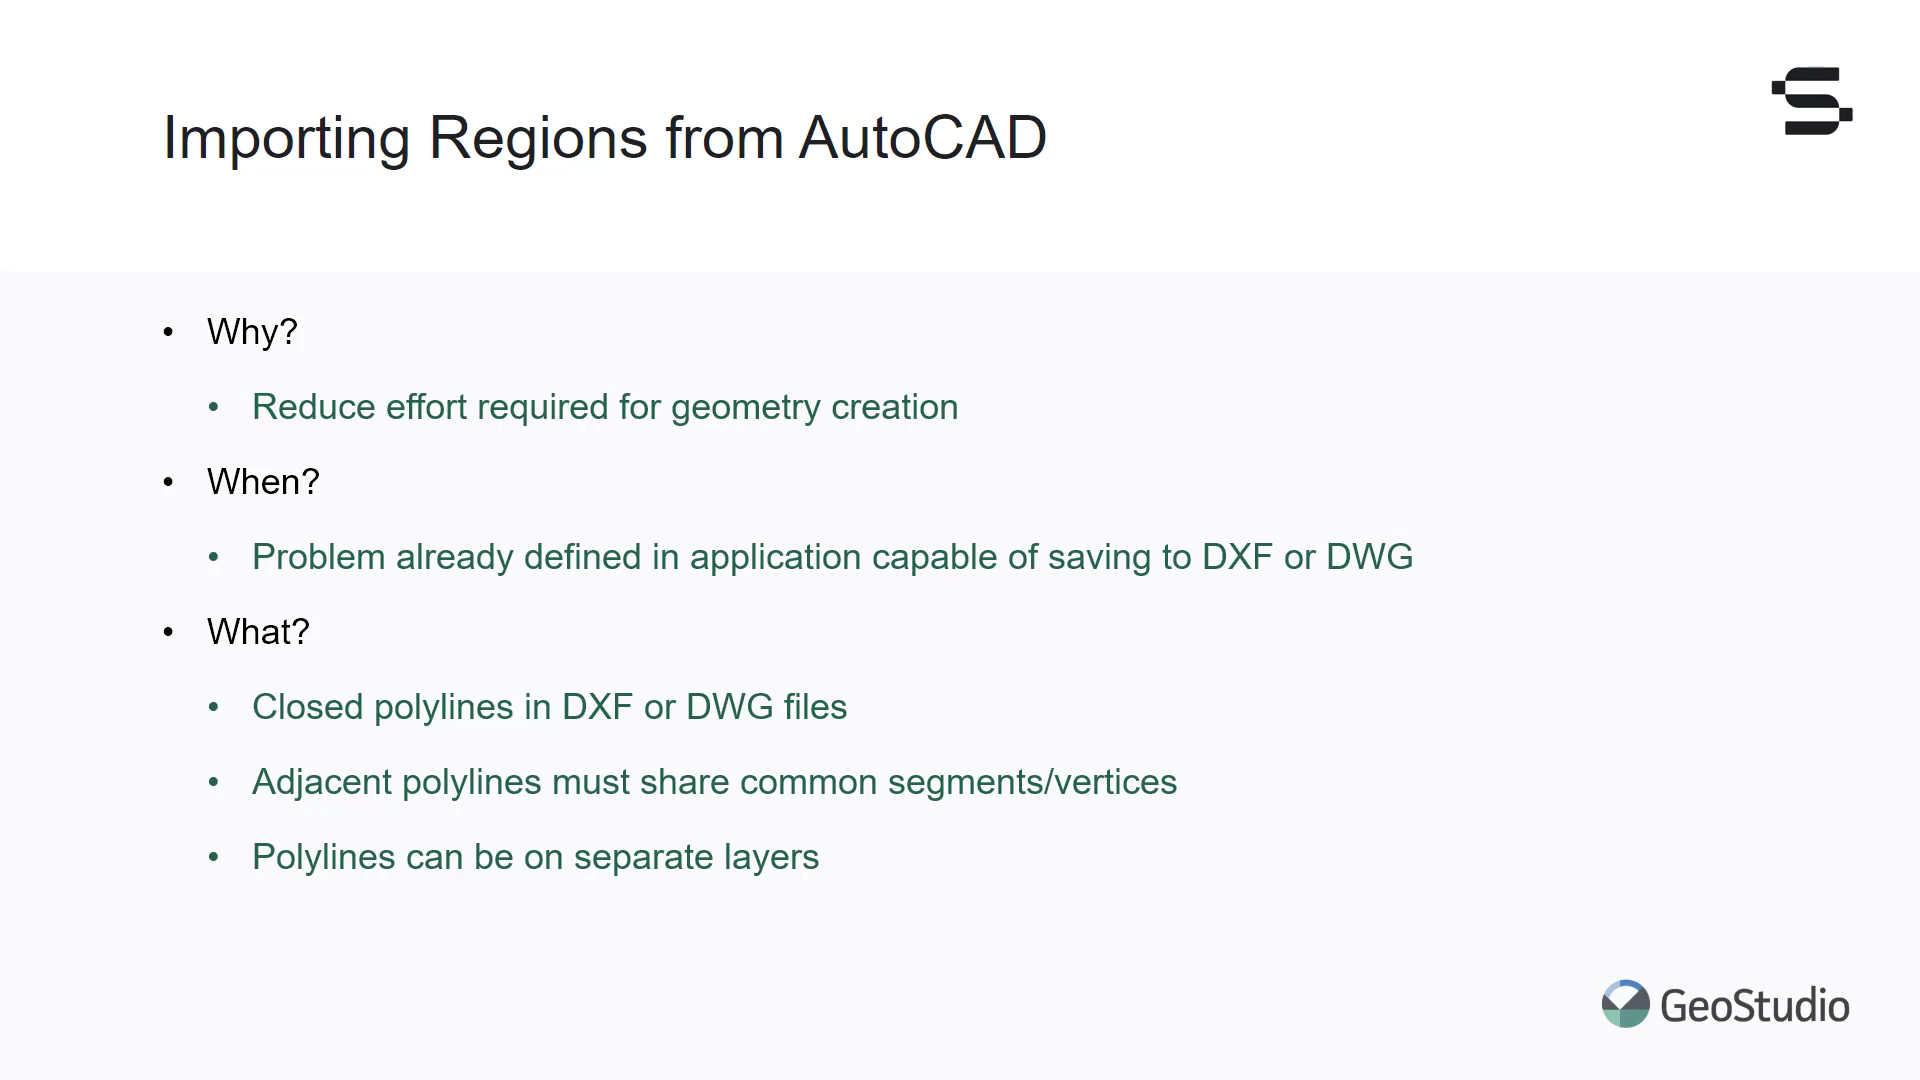 Importing Regions from AutoCAD
• Why?
• Reduce effort required for geometry creation
• When?
• Problem already defined in application capable of saving to DXF or DWG
• What?
• Closed polylines in DXF or DWG files
• Adjacent polylines must share common segments/vertices
• Polylines can be on separate layers
GeoStudio